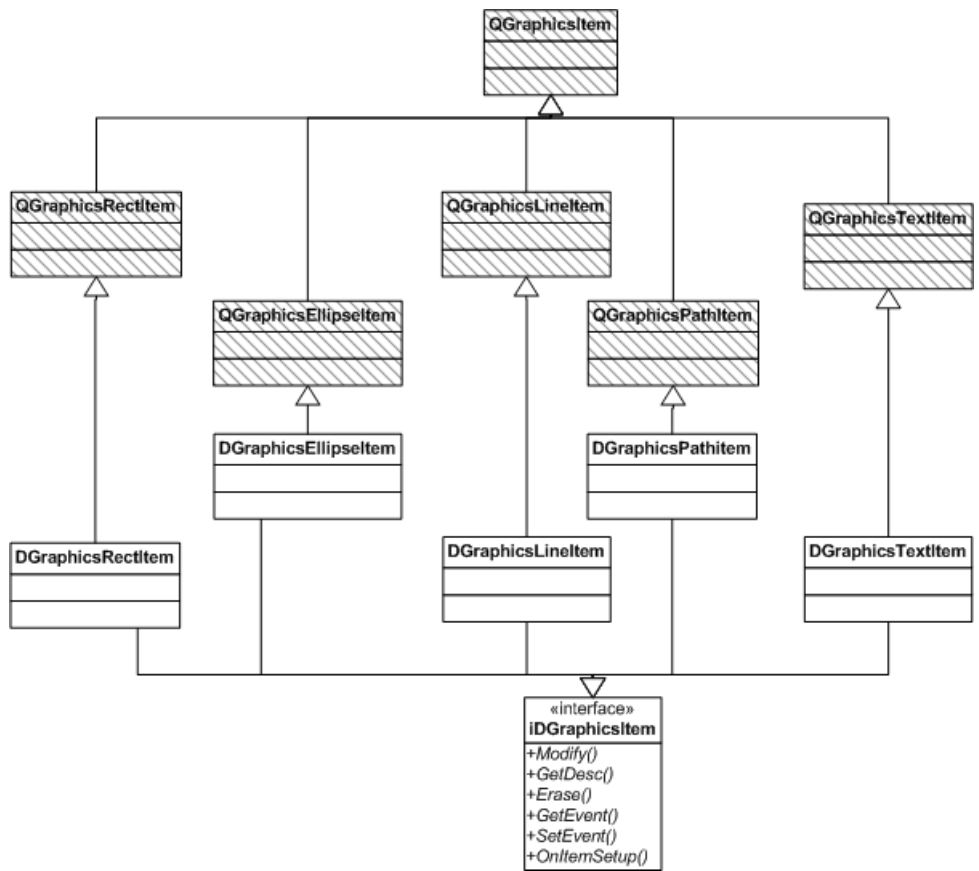 QGraphicsItem
QGraphicsRectItem
QGraphicsLineItem
QGraphicsTextItem
QGraphicsEllipseItem
QGraphicsPathItem
DGraphicsEllipseItem
DGraphicsPathitem
DGraphicsRectItem
DGraphicsLineItem
DGraphicsTextItem
«interface»
iDGraphicsItem
+Modify()
+GetDesc()
+Erase()
+GetEvent()
+SetEvent()
+OnItemSetup()